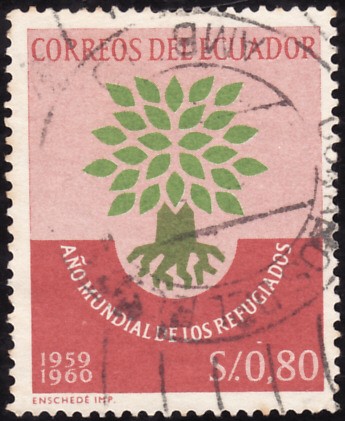 CORREOS DEL ECUADOR
AÑO MUNDIAL DE LOS REFUGIADOS
1959
1960
S/.0,80
ENSCHEDÉ IMP.